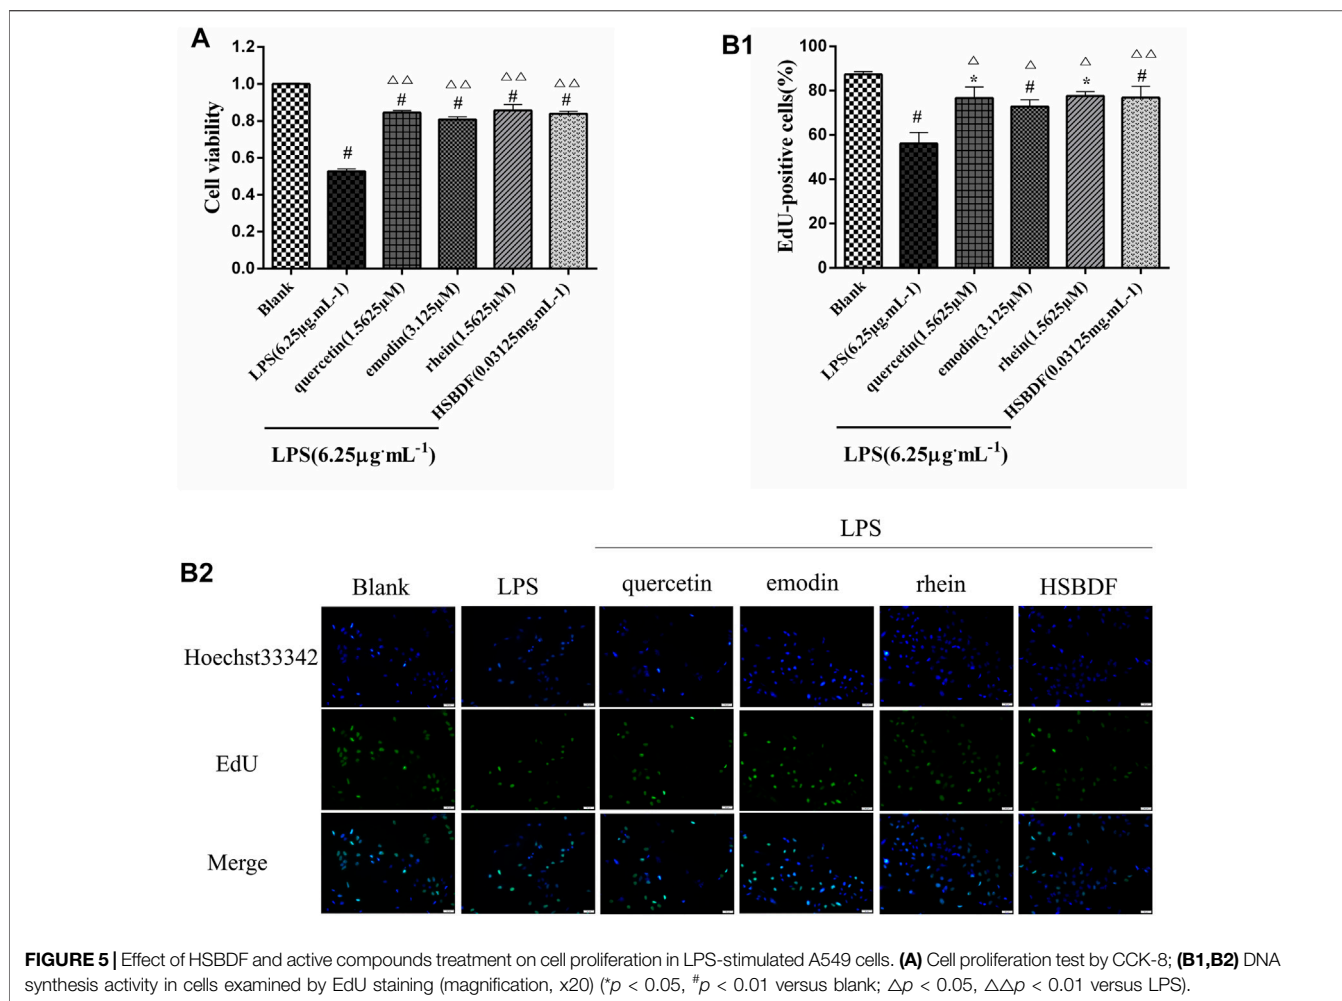 A
1.2
1.0
0.8
0.6
0.4
0.2
0.0
Cell viability
#
△△
#
△△
#
△△
#
△△
#
Blank
LPS(6.25μg.mL-1)
quercetin(1.5625μM)
emodin(3.125μM)
rhein(1.5625μM)
HSBDF(0.03125mg.mL-1)
LPS(6.25μg·mL⁻¹)
B1
100
80
60
40
20
0
EdU-positive cells(%)
#
△
*
△
#
△
*
△△
#
Blank
LPS(6.25μg.mL-1)
quercetin(1.5625μM)
emodin(3.125μM)
rhein(1.5625μM)
HSBDF(0.03125mg.mL-1)
LPS(6.25μg·mL⁻¹)
LPS
B2
Blank LPS quercetin emodin rhein HSBDF
Hoechst33342
EdU
Merge
FIGURE 5 | Effect of HSBDF and active compounds treatment on cell proliferation in LPS-stimulated A549 cells. (A) Cell proliferation test by CCK-8; (B1,B2) DNA
synthesis activity in cells examined by EdU staining (magnification, x20) (*p < 0.05, #p < 0.01 versus blank; △p < 0.05, △△p < 0.01 versus LPS).